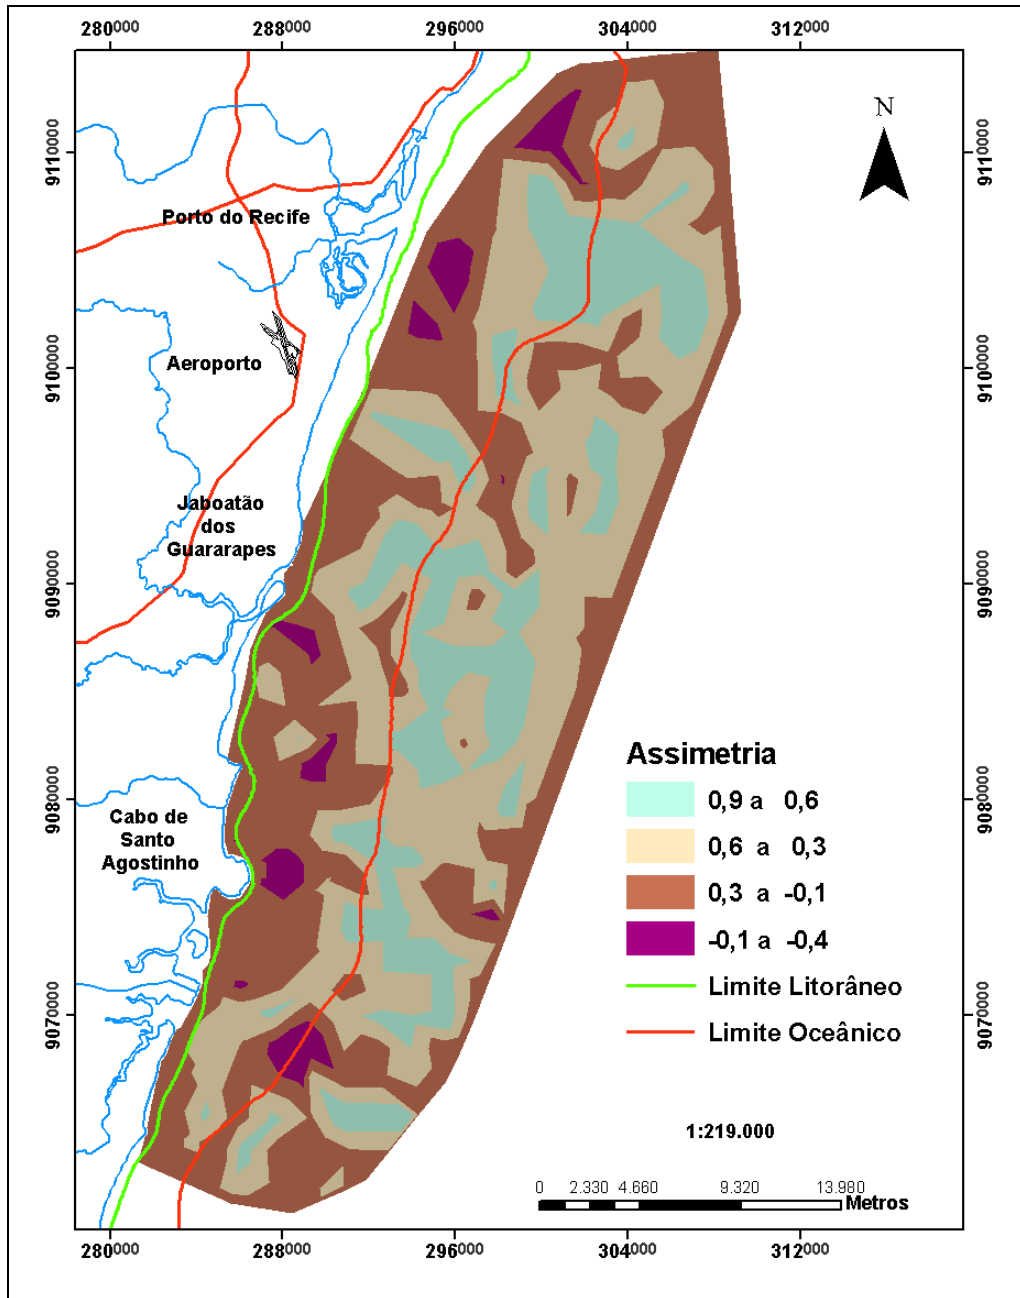 280000 288000 296000 304000 312000
N
9110000 9110000
Porto do Recife
Aeroporto
9100000 9100000
Jaboatão
dos
Guararapes
9090000 9090000
Assimetria
0,9 a 0,6
0,6 a 0,3
0,3 a -0,1
-0,1 a -0,4
Limite Litorâneo
Limite Oceânico
9080000 9080000
Cabo de
Santo
Agostinho
9070000 9070000
1:219.000
0 2.330 4.660 9.320 13.980
Metros
280000 288000 296000 304000 312000